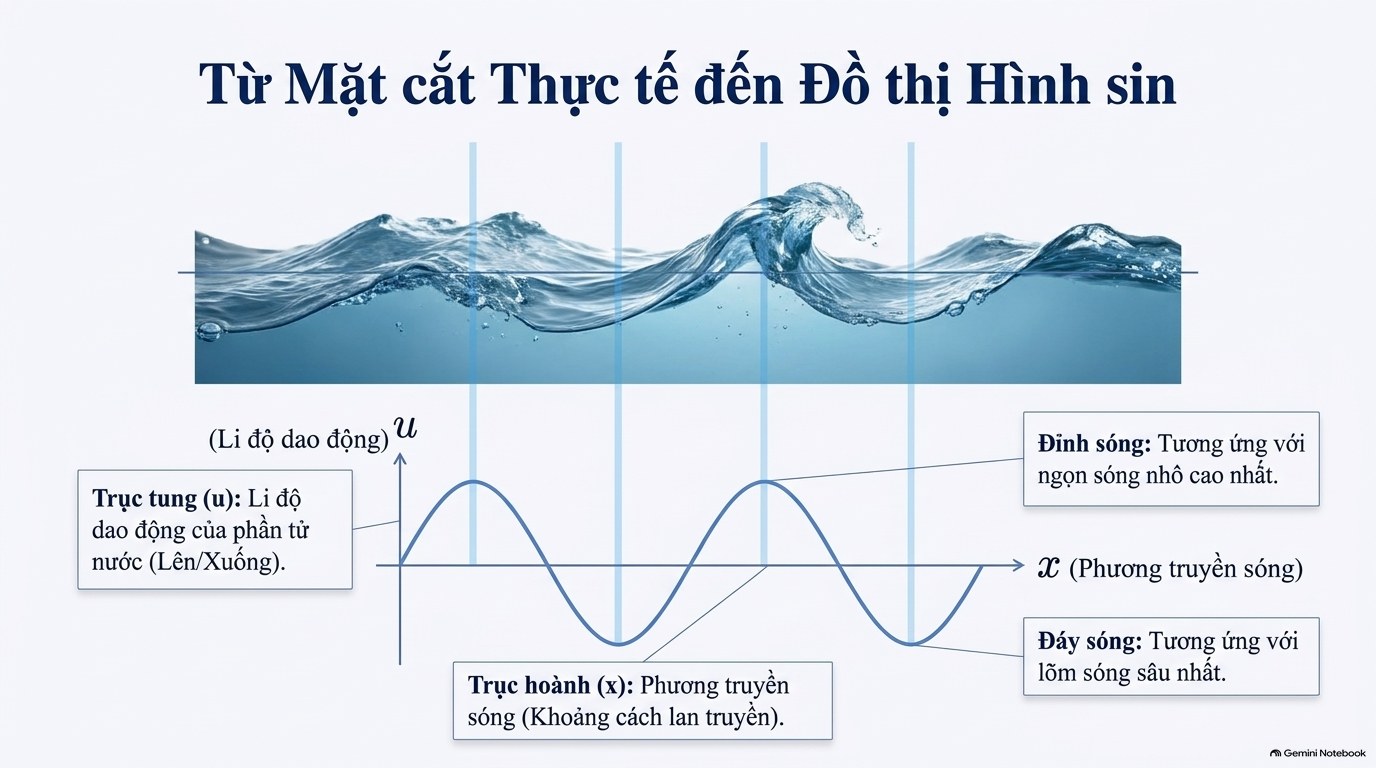 Từ Mặt cắt Thực tế đến Đồ thị Hình sin
(Li độ dao động) u
Trục tung (u): Li độ
dao động của phần tử
nước (Lên/Xuống).
Đỉnh sóng: Tương ứng với
ngọn sóng nhô cao nhất.
x (Phương truyền sóng)
Đáy sóng: Tương ứng với
lõm sóng sâu nhất.
Trục hoành (x): Phương truyền
sóng (Khoảng cách lan truyền).
Gemini Notebook